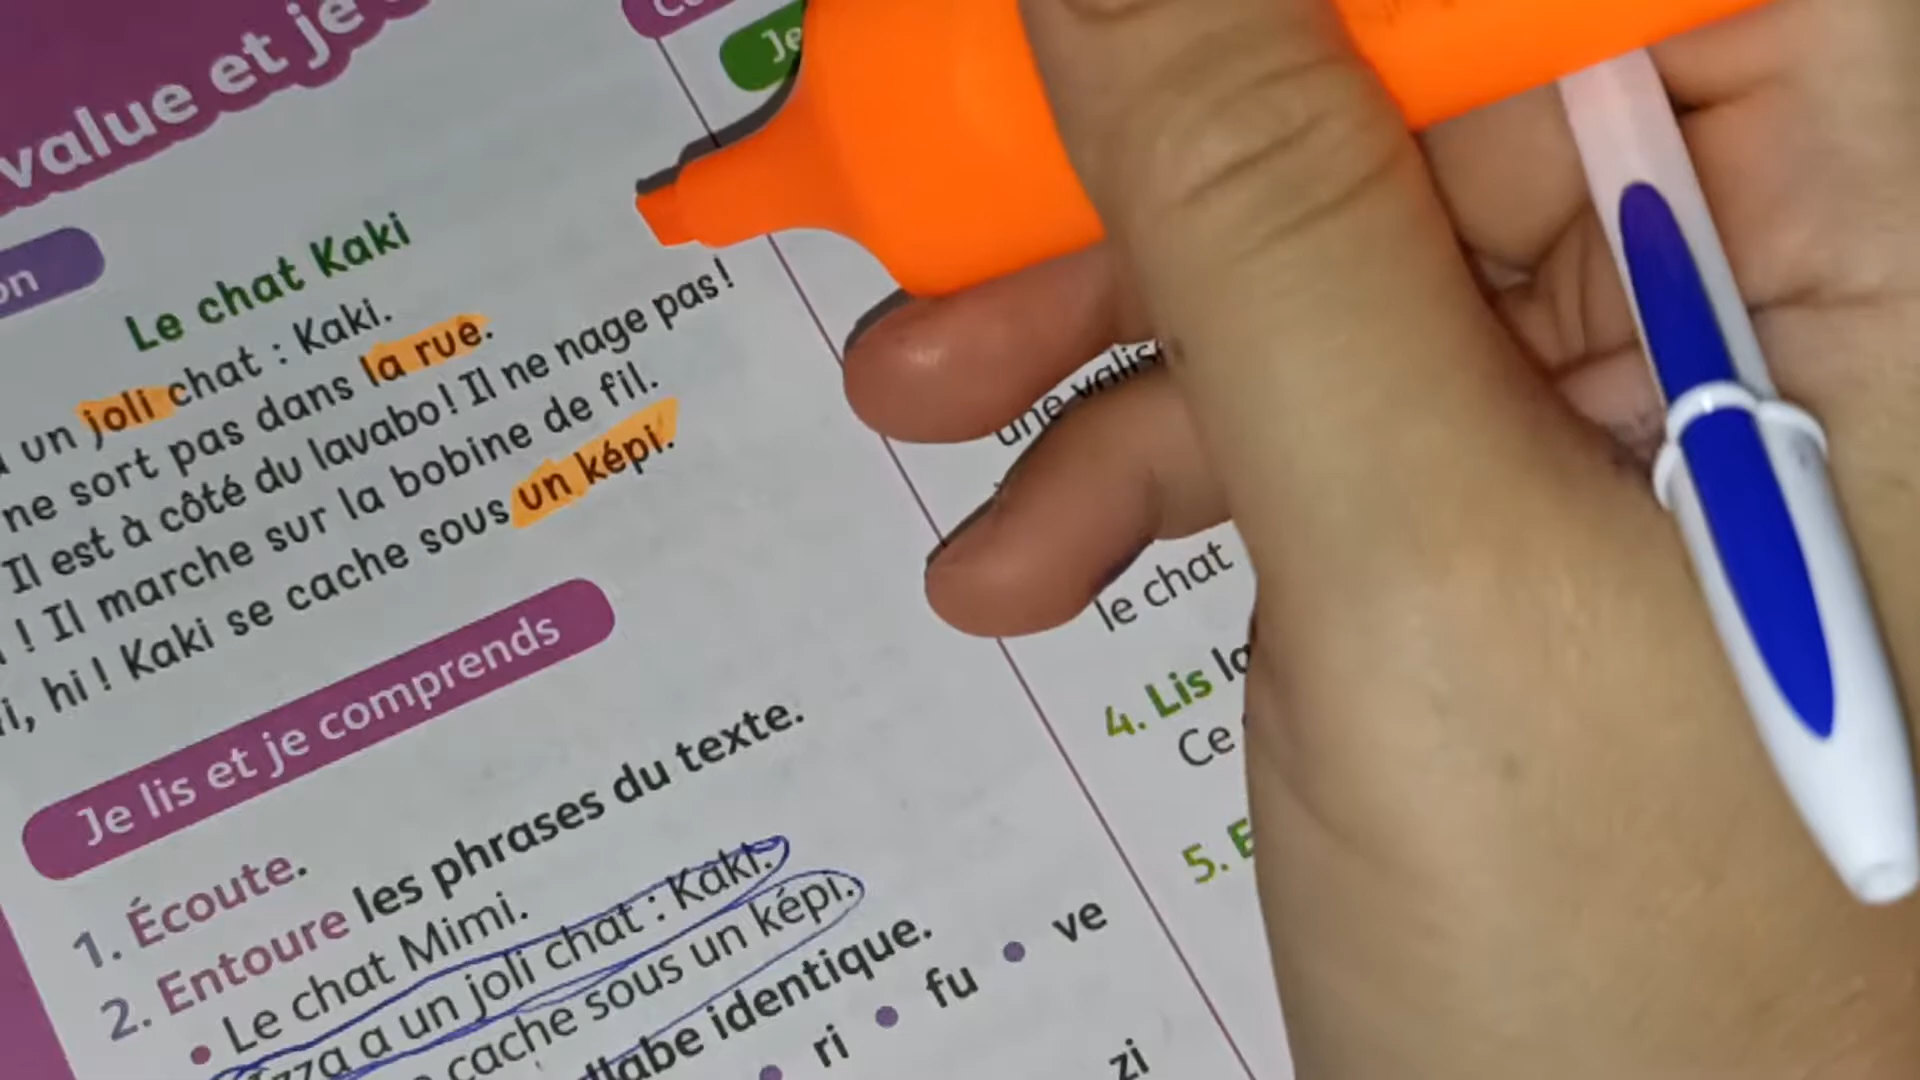 value et je
on
Le chat Kaki
un joli chat : Kaki.
ne sort pas dans la rue.
Il est à côté du lavabo ! Il ne nage pas !
! Il marche sur la bobine de fil.
hi ! Kaki se cache sous un képi.
Je lis et je comprends
1. Écoute.
2. Entoure les phrases du texte.
• Le chat Mimi.
a un joli chat : Kaki.
cache sous un képi.
identique.
ri • fu • ve
zi
Je
une
le chat
4. Lis
Ce
5.